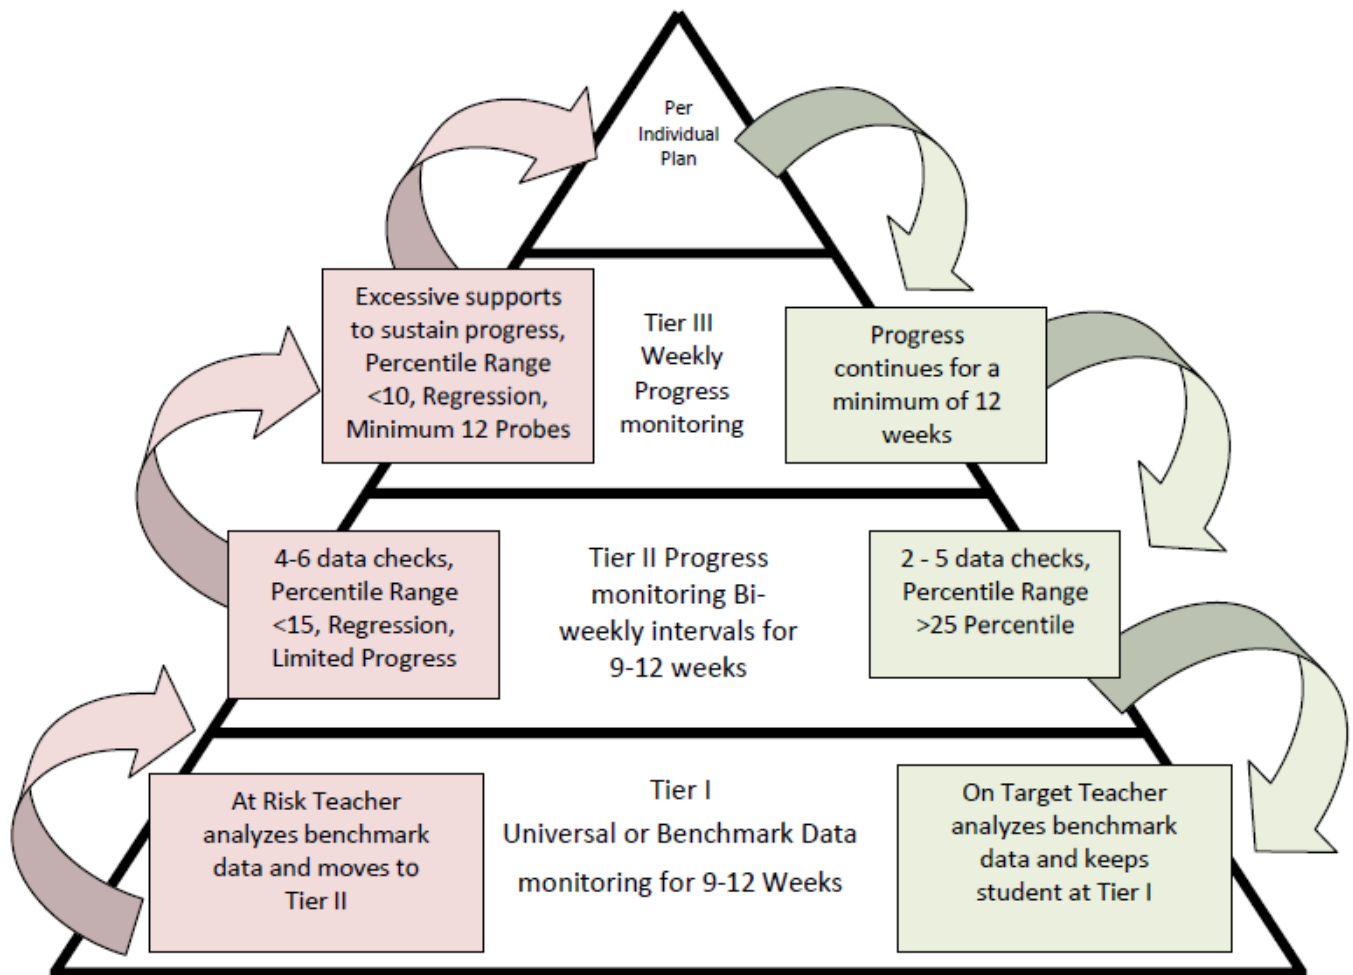 Per
Individual
Plan
Excessive supports
to sustain progress,
Percentile Range
<10, Regression,
Minimum 12 Probes
Tier III
Weekly
Progress
monitoring
Progress
continues for a
minimum of 12
weeks
4-6 data checks,
Percentile Range
<15, Regression,
Limited Progress
Tier II Progress
monitoring Bi-
weekly intervals for
9-12 weeks
2 - 5 data checks,
Percentile Range
>25 Percentile
At Risk Teacher
analyzes benchmark
data and moves to
Tier II
Tier I
Universal or Benchmark Data
monitoring for 9-12 Weeks
On Target Teacher
analyzes benchmark
data and keeps
student at Tier I